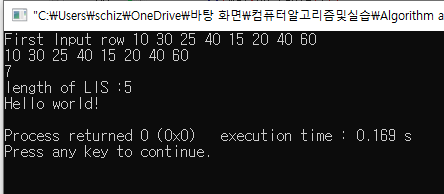 "C:₩Users₩schiz₩OneDrive₩바탕 화면₩컴퓨터알고리즘및실습₩Algorithm a
First Input row 10 30 25 40 15 20 40 60
10 30 25 40 15 20 40 60
7
length of LIS :5
Hello world!
Process returned 0 (0x0)   execution time : 0.169 s
Press any key to continue.